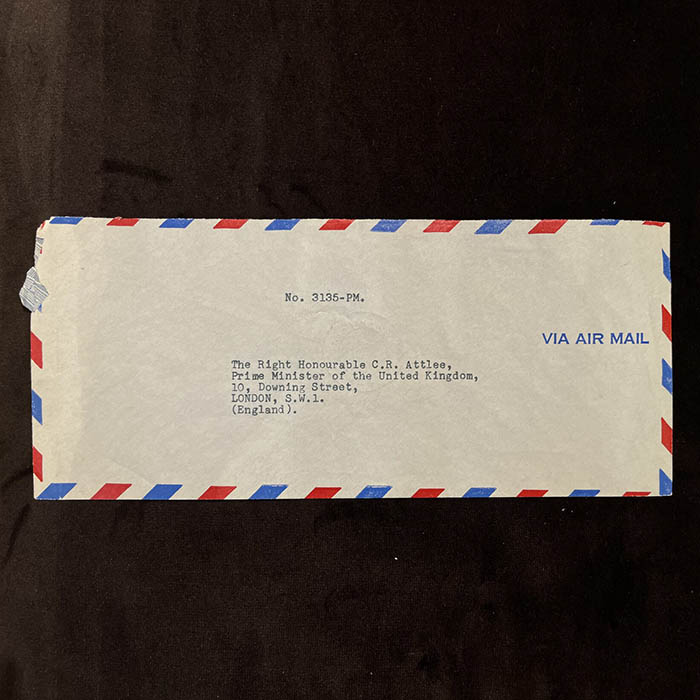 No. 3135-PM.
VIA AIR MAIL
The Right Honourable C.R. Attlee,
Prime Minister of the United Kingdom,
10, Downing Street,
LONDON, S.W.1.
(England).